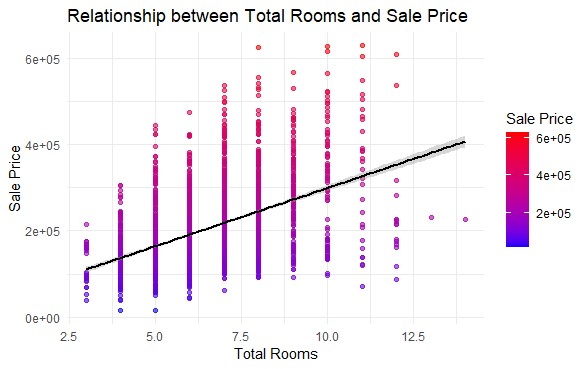 Relationship between Total Rooms and Sale Price
Sale Price
6e+05
4e+05
2e+05
0e+00
2.5
5.0
7.5
10.0
12.5
Total Rooms
Sale Price
6e+05
4e+05
2e+05